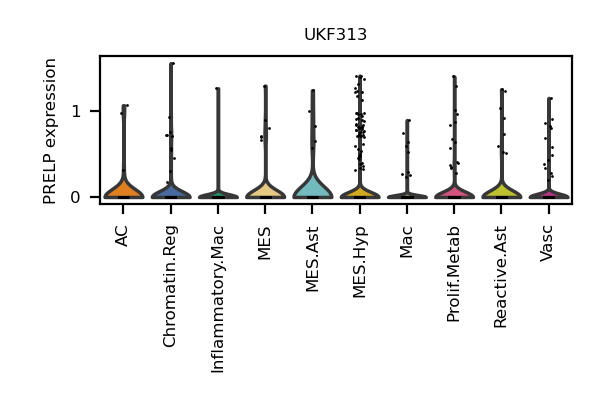 UKF313
PRELP expression
1
0
AC
Chromatin.Reg
Inflammatory.Mac
MES
MES.Ast
MES.Hyp
Mac
Prolif.Metab
Reactive.Ast
Vasc